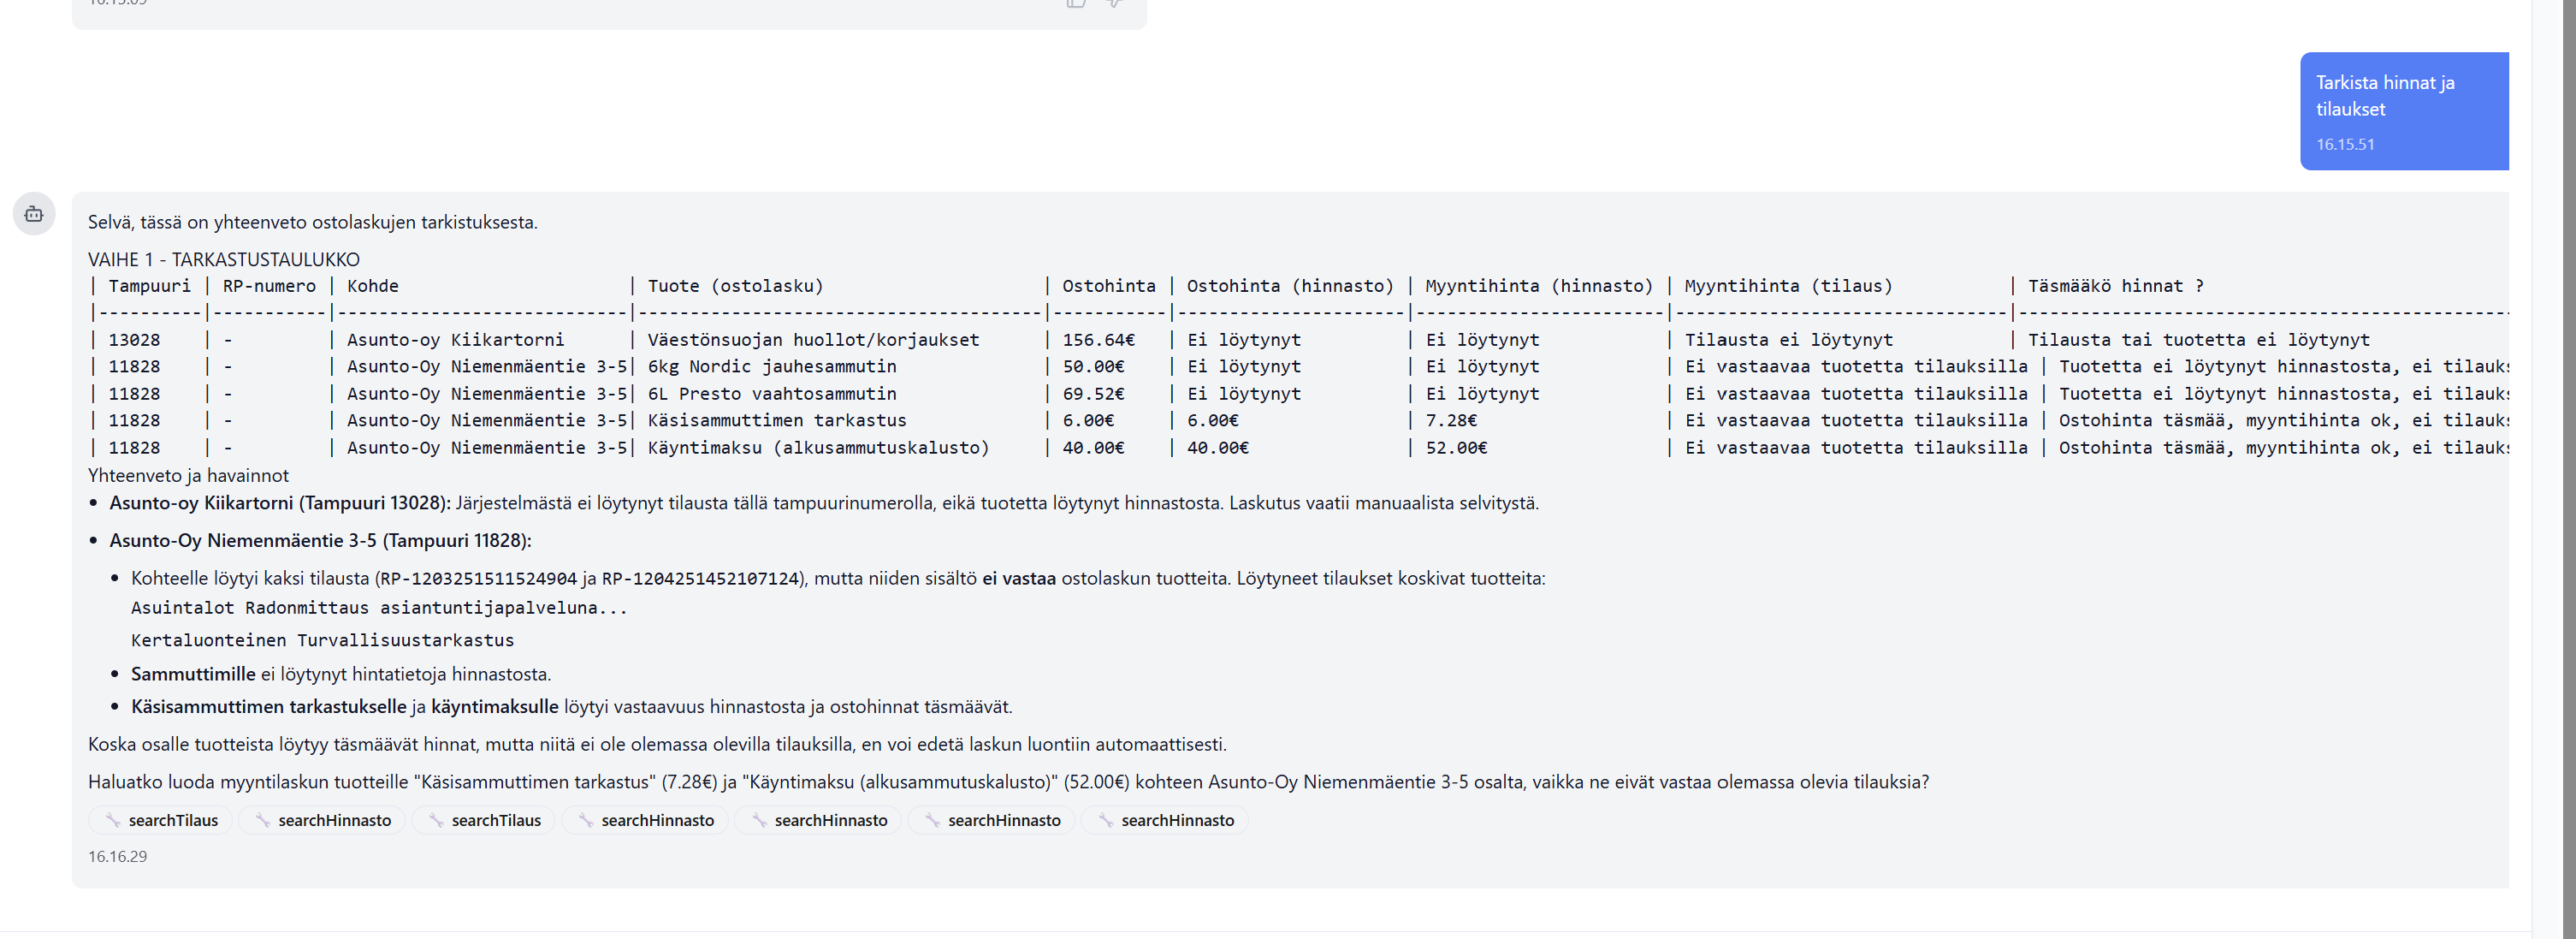 Tarkista hinnat ja
tilaukset
16.15.51
Selvä, tässä on yhteenveto ostolaskujen tarkistuksesta.
VAIHE 1 - TARKASTUSTAULUKKO
| Tampuuri | RP-numero | Kohde | Tuote (ostolasku) | Ostohinta | Ostohinta (hinnasto) | Myyntihinta (hinnasto) | Myyntihinta (tilaus) | Täsmääkö hinnat ?
|----------|-----------|----------------------------|---------------------------------------|-----------|----------------------|------------------------|--------------------------------|------------------------------------------------
| 13028 | - | Asunto-oy Kiikartorni | Väestönsuojan huollot/korjaukset | 156.64€ | Ei löytynyt | Ei löytynyt | Tilausta ei löytynyt | Tilausta tai tuotetta ei löytynyt
| 11828 | - | Asunto-Oy Niemenmäentie 3-5| 6kg Nordic jauhesammutin | 50.00€ | Ei löytynyt | Ei löytynyt | Ei vastaavaa tuotetta tilauksilla | Tuotetta ei löytynyt hinnastosta, ei tilauks
| 11828 | - | Asunto-Oy Niemenmäentie 3-5| 6L Presto vaahtosammutin | 69.52€ | Ei löytynyt | Ei löytynyt | Ei vastaavaa tuotetta tilauksilla | Tuotetta ei löytynyt hinnastosta, ei tilauks
| 11828 | - | Asunto-Oy Niemenmäentie 3-5| Käsisammuttimen tarkastus | 6.00€ | 6.00€ | 7.28€ | Ei vastaavaa tuotetta tilauksilla | Ostohinta täsmää, myyntihinta ok, ei tilauks
| 11828 | - | Asunto-Oy Niemenmäentie 3-5| Käyntimaksu (alkusammutuskalusto) | 40.00€ | 40.00€ | 52.00€ | Ei vastaavaa tuotetta tilauksilla | Ostohinta täsmää, myyntihinta ok, ei tilauks
Yhteenveto ja havainnot
• Asunto-oy Kiikartorni (Tampuuri 13028): Järjestelmästä ei löytynyt tilausta tällä tampuurinumerolla, eikä tuotetta löytynyt hinnastosta. Laskutus vaatii manuaalista selvitystä.
• Asunto-Oy Niemenmäentie 3-5 (Tampuuri 11828):
• Kohteelle löytyi kaksi tilausta (RP-1203251511524904 ja RP-1204251452107124), mutta niiden sisältö ei vastaa ostolaskun tuotteita. Löytyneet tilaukset koskivat tuotteita:
Asuintalot Radonmittaus asiantuntijapalveluna...
Kertaluonteinen Turvallisuustarkastus
• Sammuttimille ei löytynyt hintatietoja hinnastosta.
• Käsisammuttimen tarkastukselle ja käyntimaksulle löytyi vastaavuus hinnastosta ja ostohinnat täsmäävät.
Koska osalle tuotteista löytyy täsmäävät hinnat, mutta niitä ei ole olemassa olevilla tilauksilla, en voi edetä laskun luontiin automaattisesti.
Haluatko luoda myyntilaskun tuotteille "Käsisammuttimen tarkastus" (7.28€) ja "Käyntimaksu (alkusammutuskalusto)" (52.00€) kohteen Asunto-Oy Niemenmäentie 3-5 osalta, vaikka ne eivät vastaa olemassa olevia tilauksia?
searchTilaus searchHinnasto searchTilaus searchHinnasto searchHinnasto searchHinnasto searchHinnasto
16.16.29